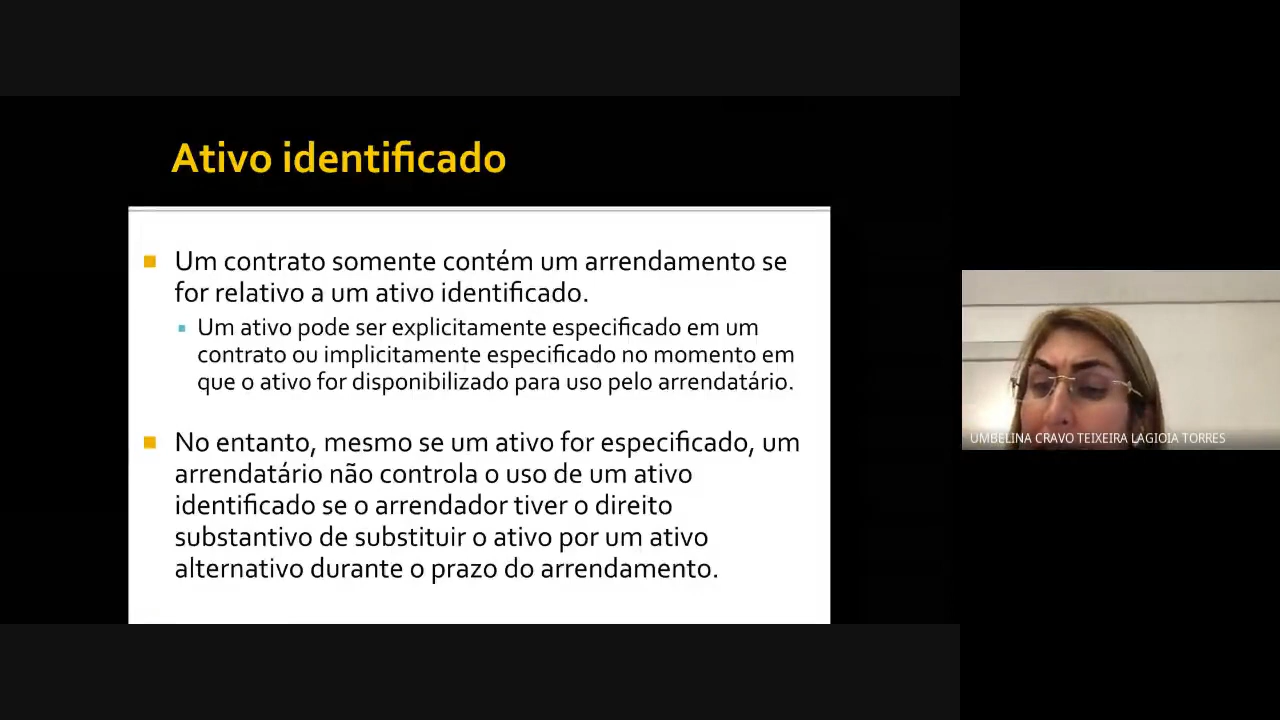 Ativo identificado
Um contrato somente contém um arrendamento se
for relativo a um ativo identificado.
Um ativo pode ser explicitamente especificado em um
contrato ou implicitamente especificado no momento em
que o ativo for disponibilizado para uso pelo arrendatário.
No entanto, mesmo se um ativo for especificado, um
arrendatário não controla o uso de um ativo
identificado se o arrendador tiver o direito
substantivo de substituir o ativo por um ativo
alternativo durante o prazo do arrendamento.
UMBELINA CRAVO TEIXEIRA LAGIOIA TORRES